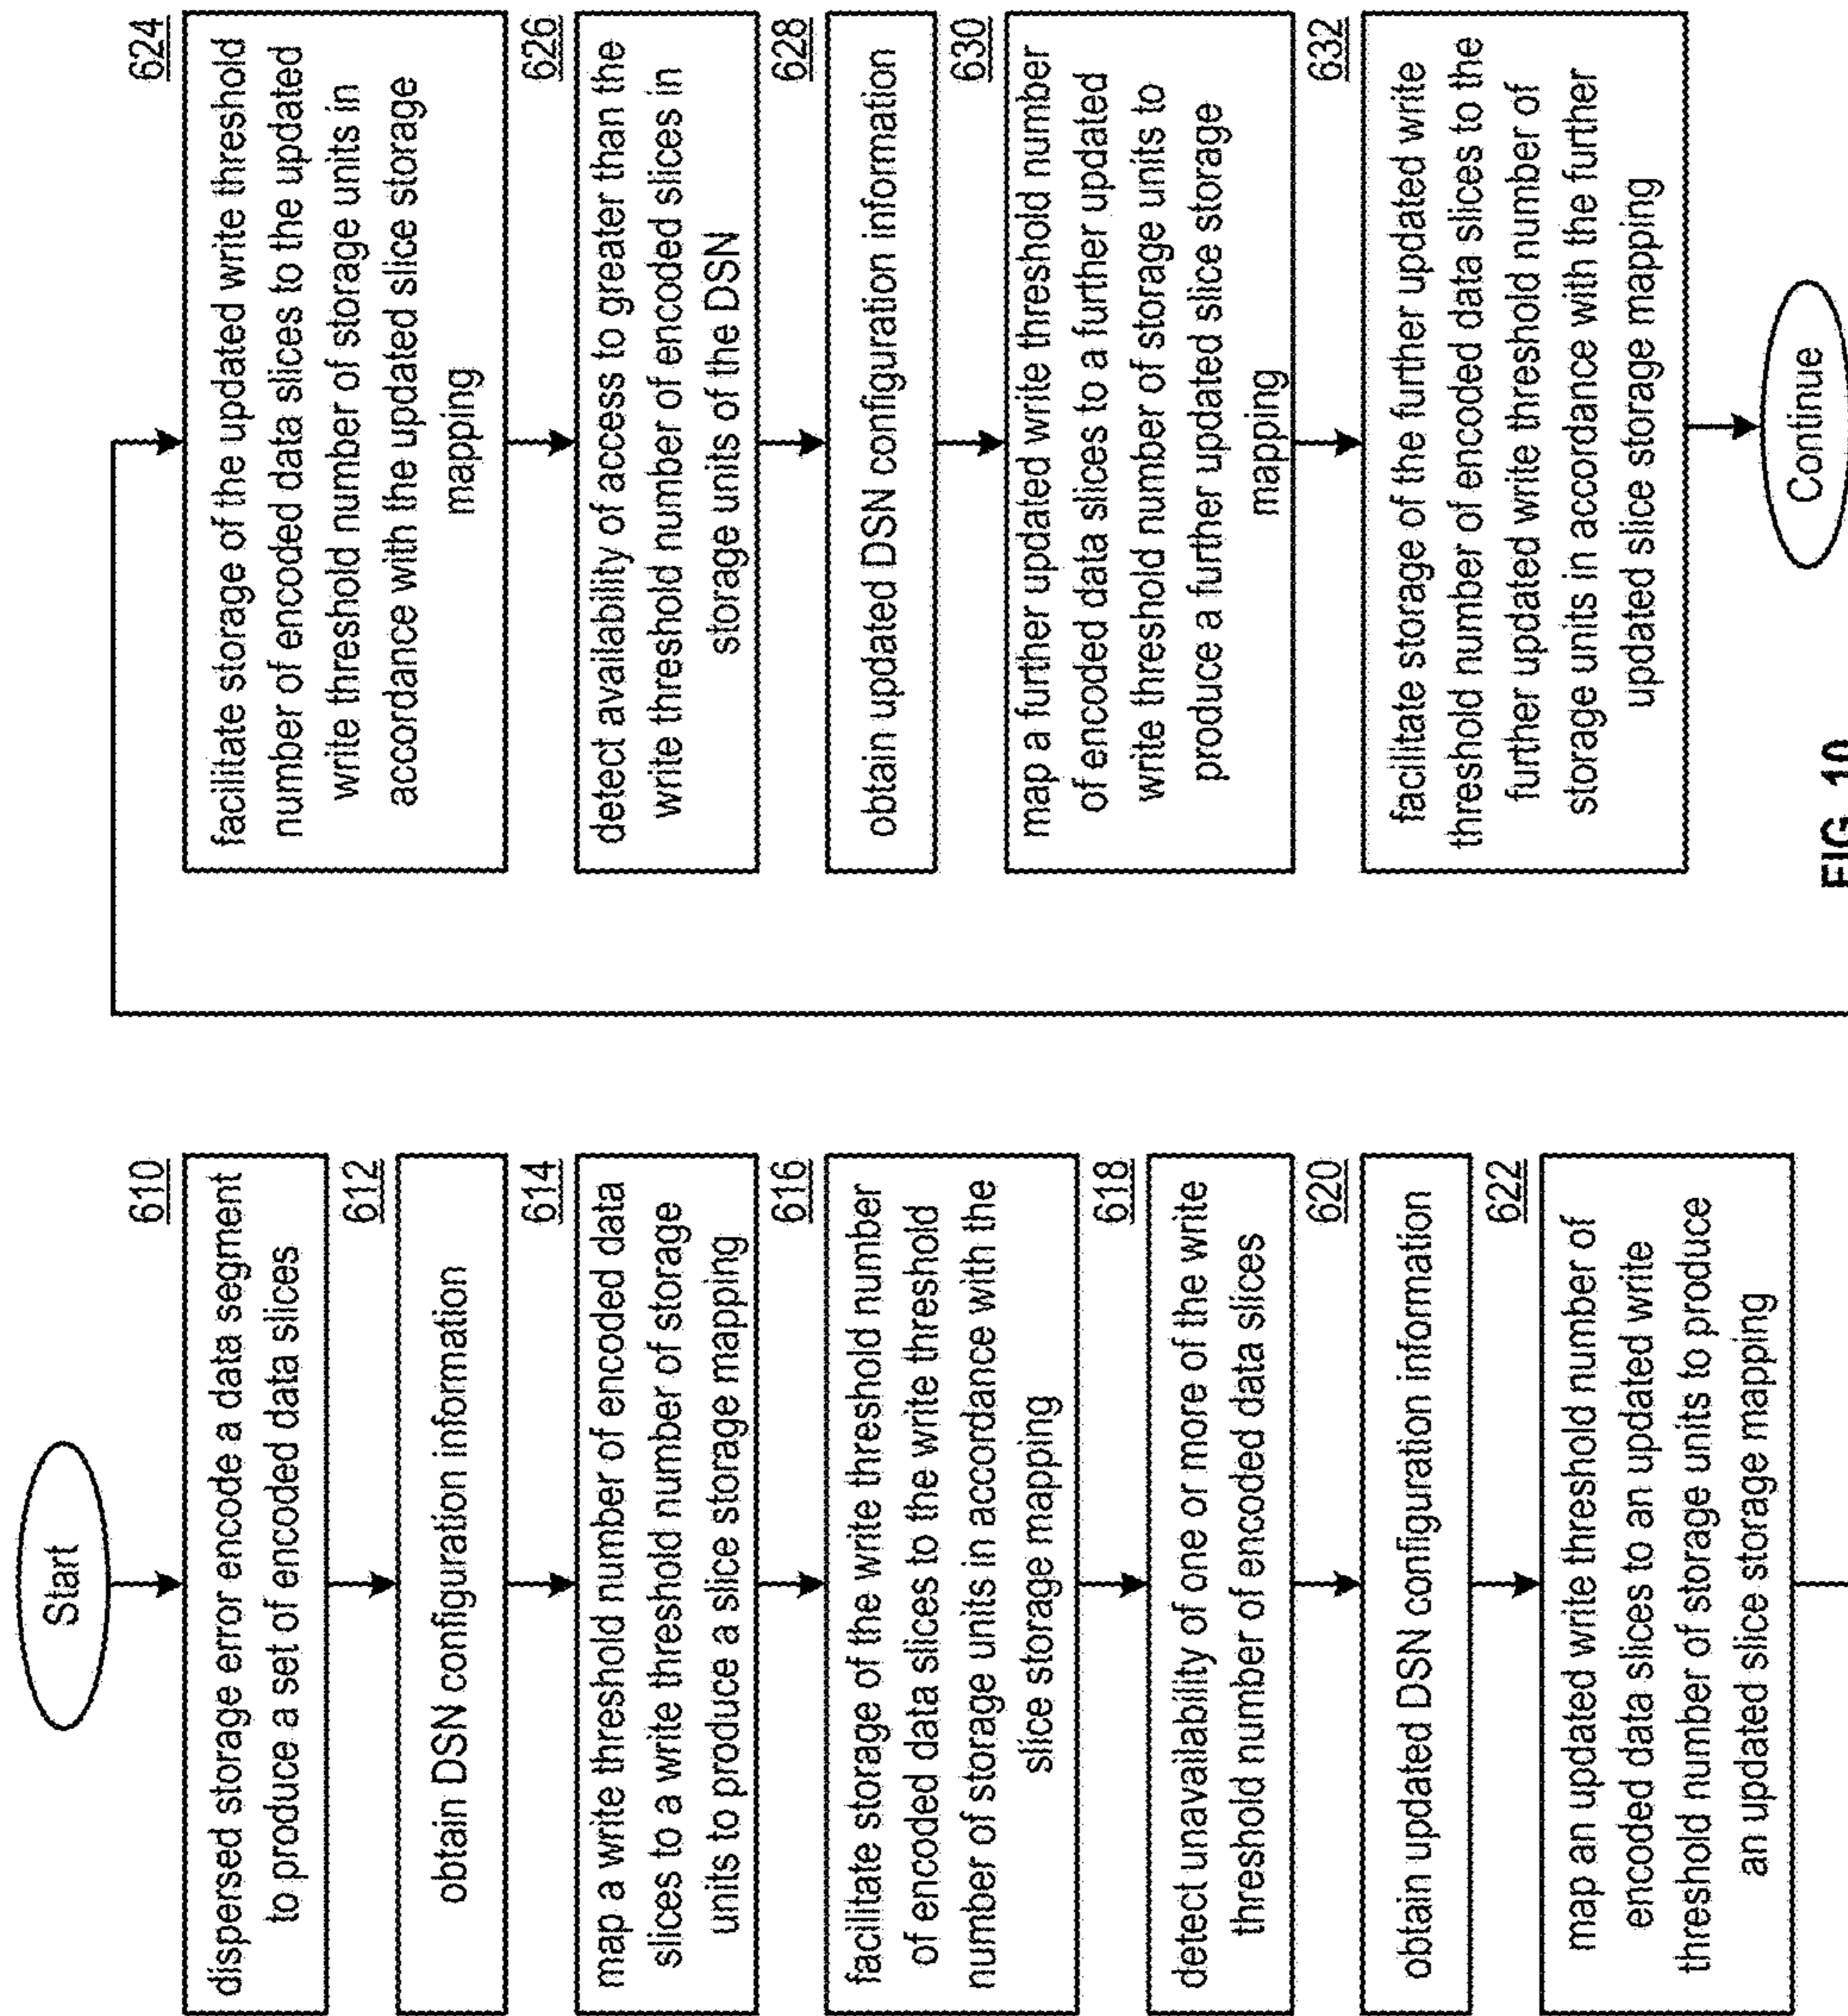 Start
610
dispersed storage error encode a data segment
to produce a set of encoded data slices
612
obtain DSN configuration information
614
map a write threshold number of encoded data
slices to a write threshold number of storage
units to produce a slice storage mapping
616
facilitate storage of the write threshold number
of encoded data slices to the write threshold
number of storage units in accordance with the
slice storage mapping
618
detect unavailability of one or more of the write
threshold number of encoded data slices
620
obtain updated DSN configuration information
622
map an updated write threshold number of
encoded data slices to an updated write
threshold number of storage units to produce
an updated slice storage mapping
624
facilitate storage of the updated write threshold
number of encoded data slices to the updated
write threshold number of storage units in
accordance with the updated slice storage
mapping
626
detect availability of access to greater than the
write threshold number of encoded slices in
storage units of the DSN
628
obtain updated DSN configuration information
630
map a further updated write threshold number
of encoded data slices to a further updated
write threshold number of storage units to
produce a further updated slice storage
mapping
632
facilitate storage of the further updated write
threshold number of encoded data slices to the
further updated write threshold number of
storage units in accordance with the further
updated slice storage mapping
Continue
FIG. 10